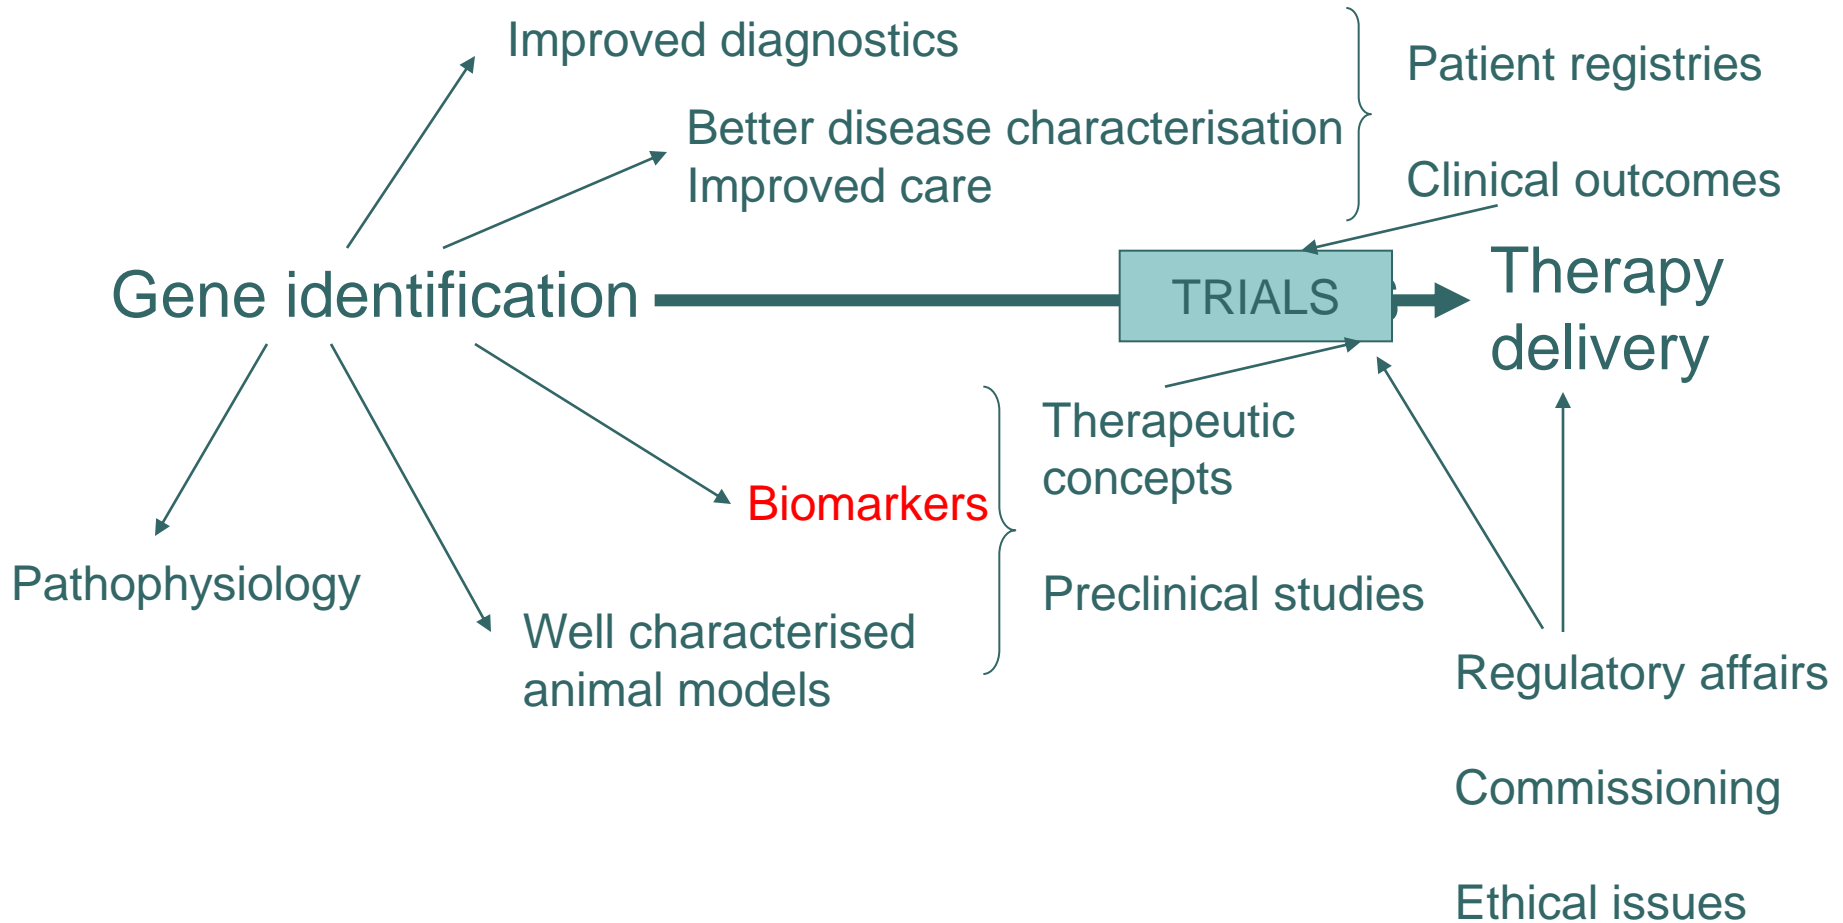 Improved diagnostics
Patient registries
Better disease characterisation
Improved care
Clinical outcomes
Gene identification
TRIALS
Therapy
delivery
Therapeutic
concepts
Biomarkers
Pathophysiology
Preclinical studies
Well characterised
animal models
Regulatory affairs
Commissioning
Ethical issues